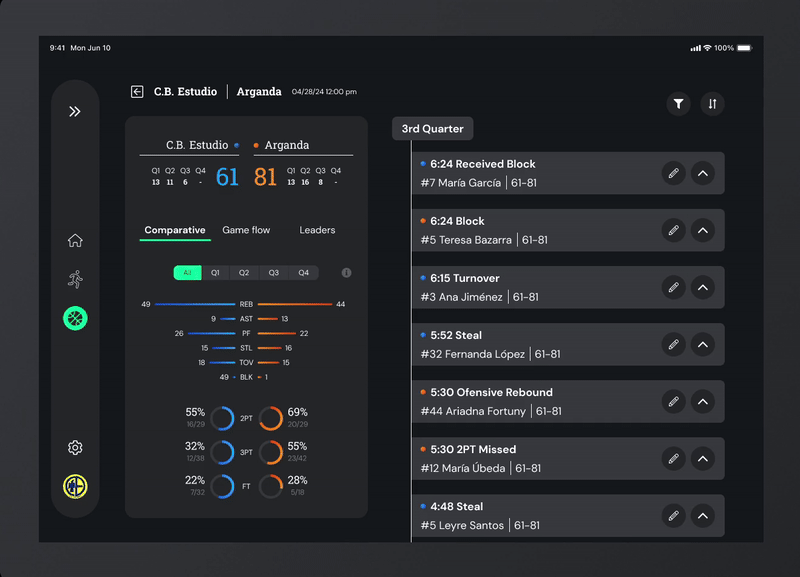 9:41 Mon Jun 10
100%
C.B. Estudio Arganda 04/28/24 12:00 pm
C.B. Estudio Arganda
Q1 Q2 Q3 Q4 61 81 Q1 Q2 Q3 Q4
13 11 6 - 13 16 8 -
Comparative Game flow Leaders
All Q1 Q2 Q3 Q4
49 REB 44
9 AST 13
26 PF 22
15 STL 16
18 TOV 15
49 BLK 1
55% 2PT 69%
16/29 20/29
32% 3PT 55%
12/38 23/42
22% FT 28%
7/32 5/18
3rd Quarter
6:24 Received Block
#7 María García 61-81
6:24 Block
#5 Teresa Bazarra 61-81
6:15 Turnover
#3 Ana Jiménez 61-81
5:52 Steal
#32 Fernanda López 61-81
5:30 Ofensive Rebound
#44 Ariadna Fortuny 61-81
5:30 2PT Missed
#12 María Úbeda 61-81
4:48 Steal
#5 Leyre Santos 61-81